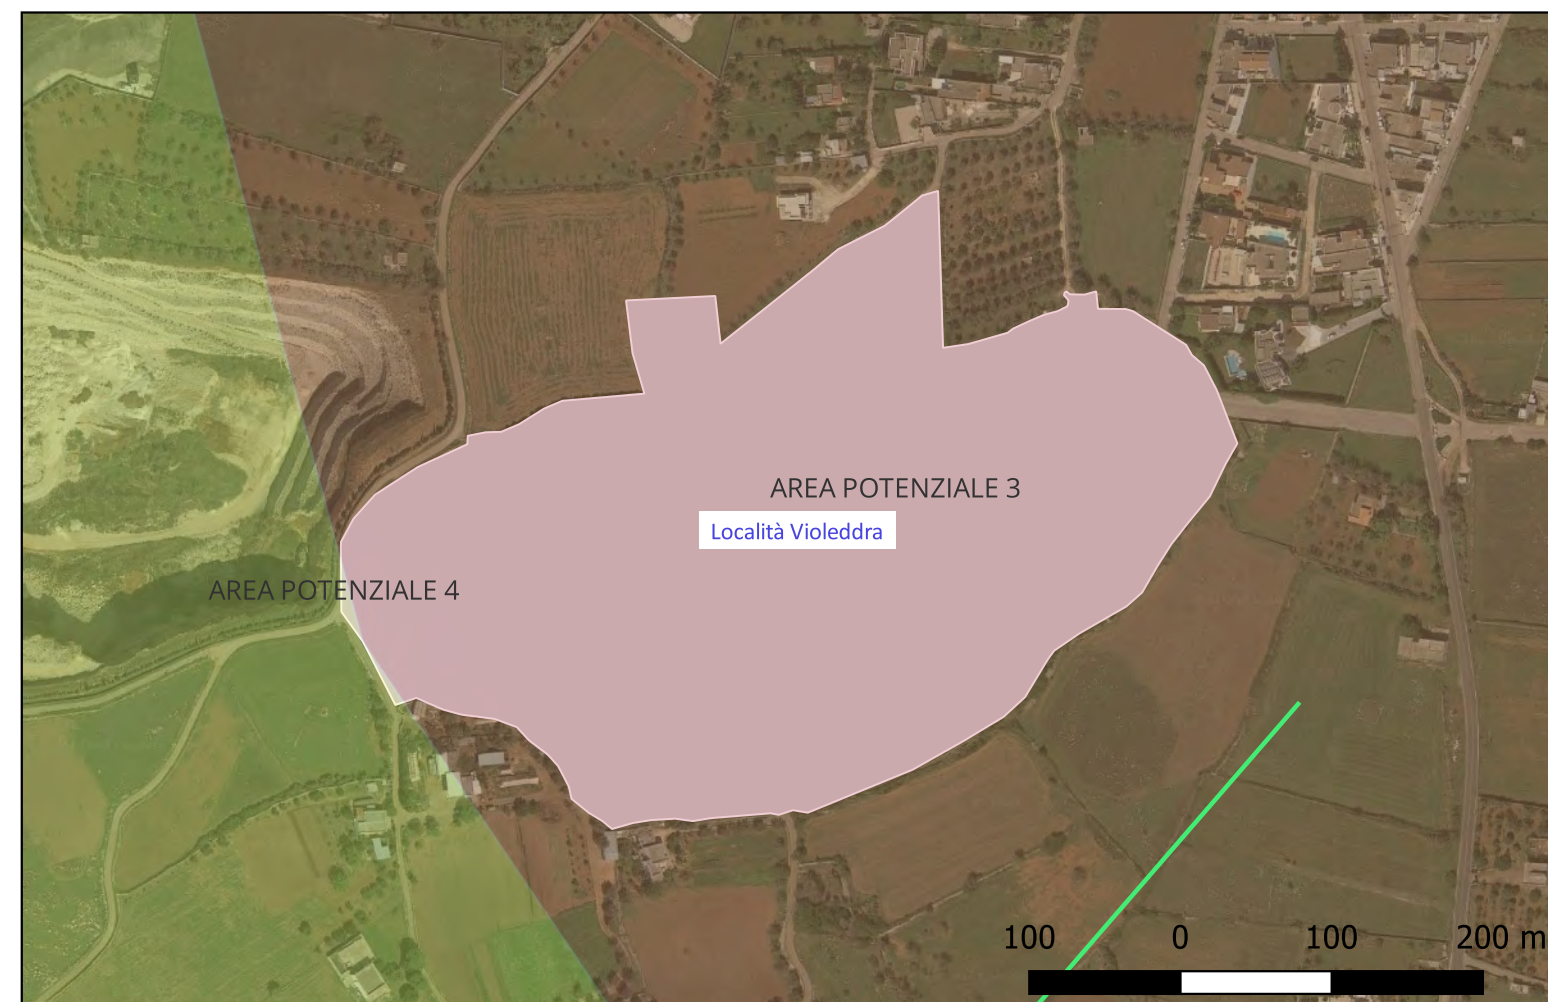 AREA POTENZIALE 3
Località Violeddra
AREA POTENZIALE 4
100 0 100 200 m